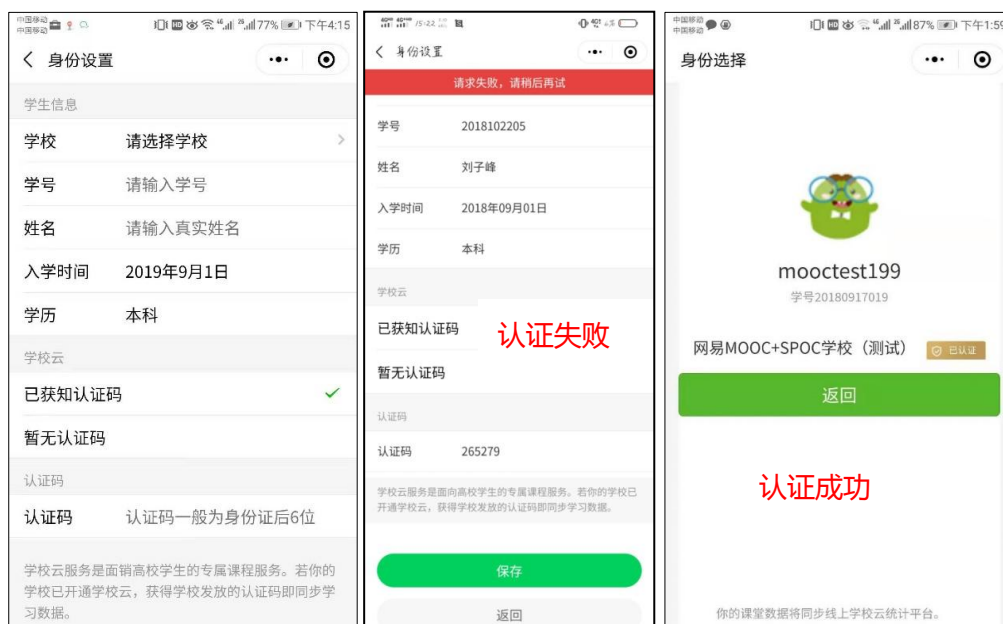 中国移动
中国移动
77%
下午4:15
身份设置
学生信息
学校 请选择学校
学号 请输入学号
姓名 请输入真实姓名
入学时间 2019年9月1日
学历 本科
学校云
已获知认证码
暂无认证码
认证码
认证码 认证码一般为身份证后6位
学校云服务是面销高校学生的专属课程服务。若你的
学校已开通学校云，获得学校发放的认证码即同步学
习数据。
身份设置
请求失败，请稍后再试
学号 2018102205
姓名 刘子峰
入学时间 2018年09月01日
学历 本科
学校云
已获知认证码
认证失败
暂无认证码
认证码
认证码 265279
学校云服务是面向高校学生的专属课程服务。若你的学校已
开通学校云，获得学校发放的认证码即同步学习数据。
保存
返回
中国移动
中国移动
87%
下午1:59
身份选择
mooctest199
学号20180917019
网易MOOC+SPOC学校（测试） 已认证
返回
认证成功
你的课堂数据将同步线上学校云统计平台。